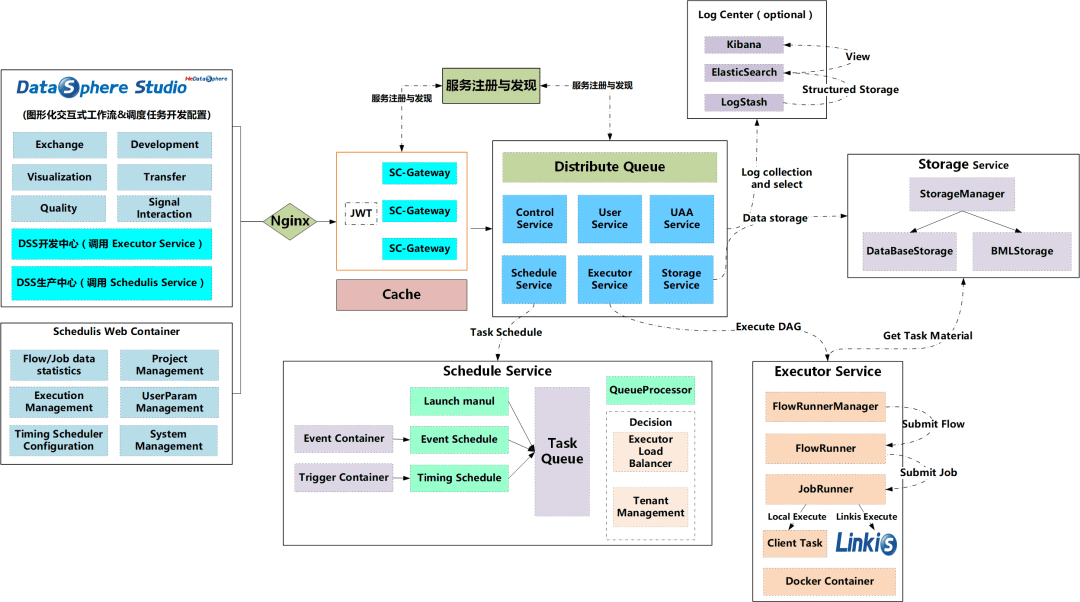 Log Center ( optional )
Kibana
View
ElasticSearch
Structured Storage
LogStash
DataSphere Studio
WeDataSphere
(图形化交互式工作流&调度任务开发配置)
Exchange
Development
Visualization
Transfer
Quality
Signal
Interaction
DSS开发中心 ( 调用 Executor Service )
DSS生产中心 ( 调用 Schedulis Service )
Schedulis Web Container
Flow/Job data
statistics
Project
Management
Execution
Management
UserParam
Management
Timing Scheduler
Configuration
System
Management
Nginx
服务注册与发现
服务注册与发现
服务注册与发现
JWT
SC-Gateway
SC-Gateway
SC-Gateway
Cache
Distribute Queue
Control
Service
User
Service
UAA
Service
Schedule
Service
Executor
Service
Storage
Service
Log collection
and select
Data storage
Storage Service
StorageManager
DataBaseStorage
BMLStorage
Task Schedule
Execute DAG
Get Task Material
Schedule Service
Launch manul
Event Container
Event Schedule
Trigger Container
Timing Schedule
Task
Queue
QueueProcessor
Decision
Executor
Load
Balancer
Tenant
Management
Executor Service
FlowRunnerManager
Submit Flow
FlowRunner
Submit Job
JobRunner
Local Execute
Linkis Execute
Client Task
Linkis
Docker Container